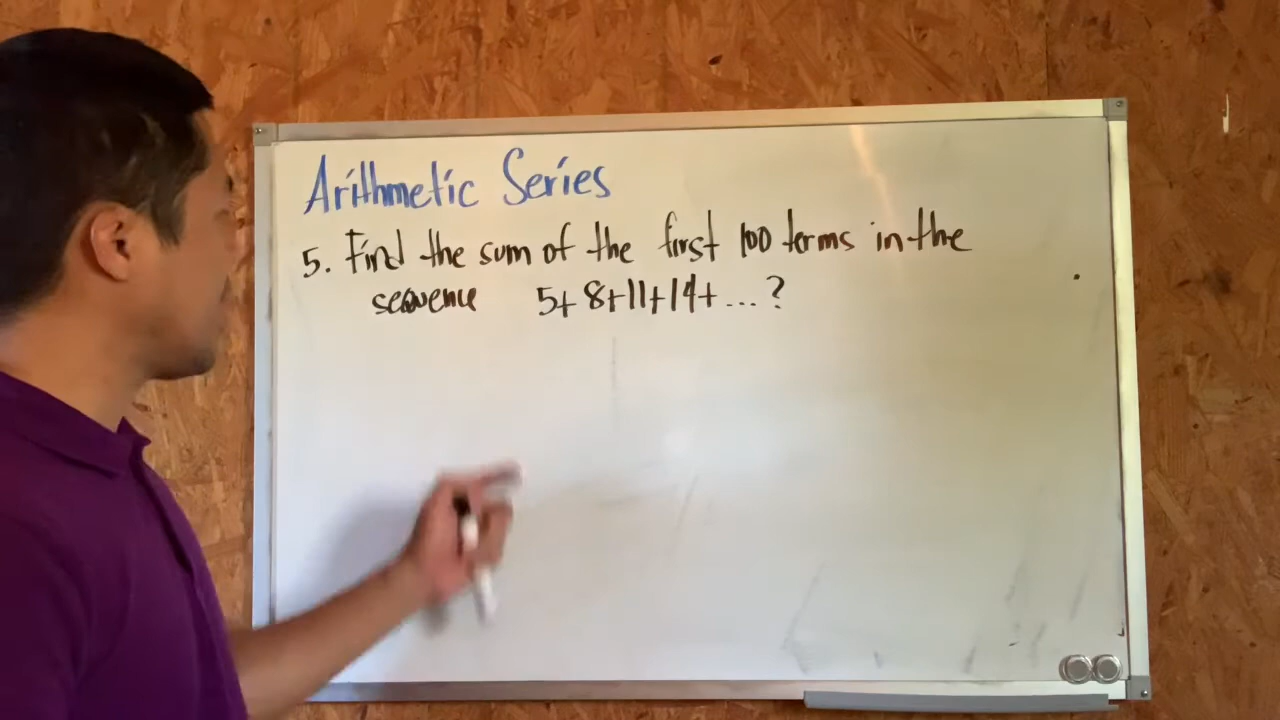 Arithmetic Series
5. Find the sum of the first 100 terms in the
sequence 5+ 8+11+14+ ... ?